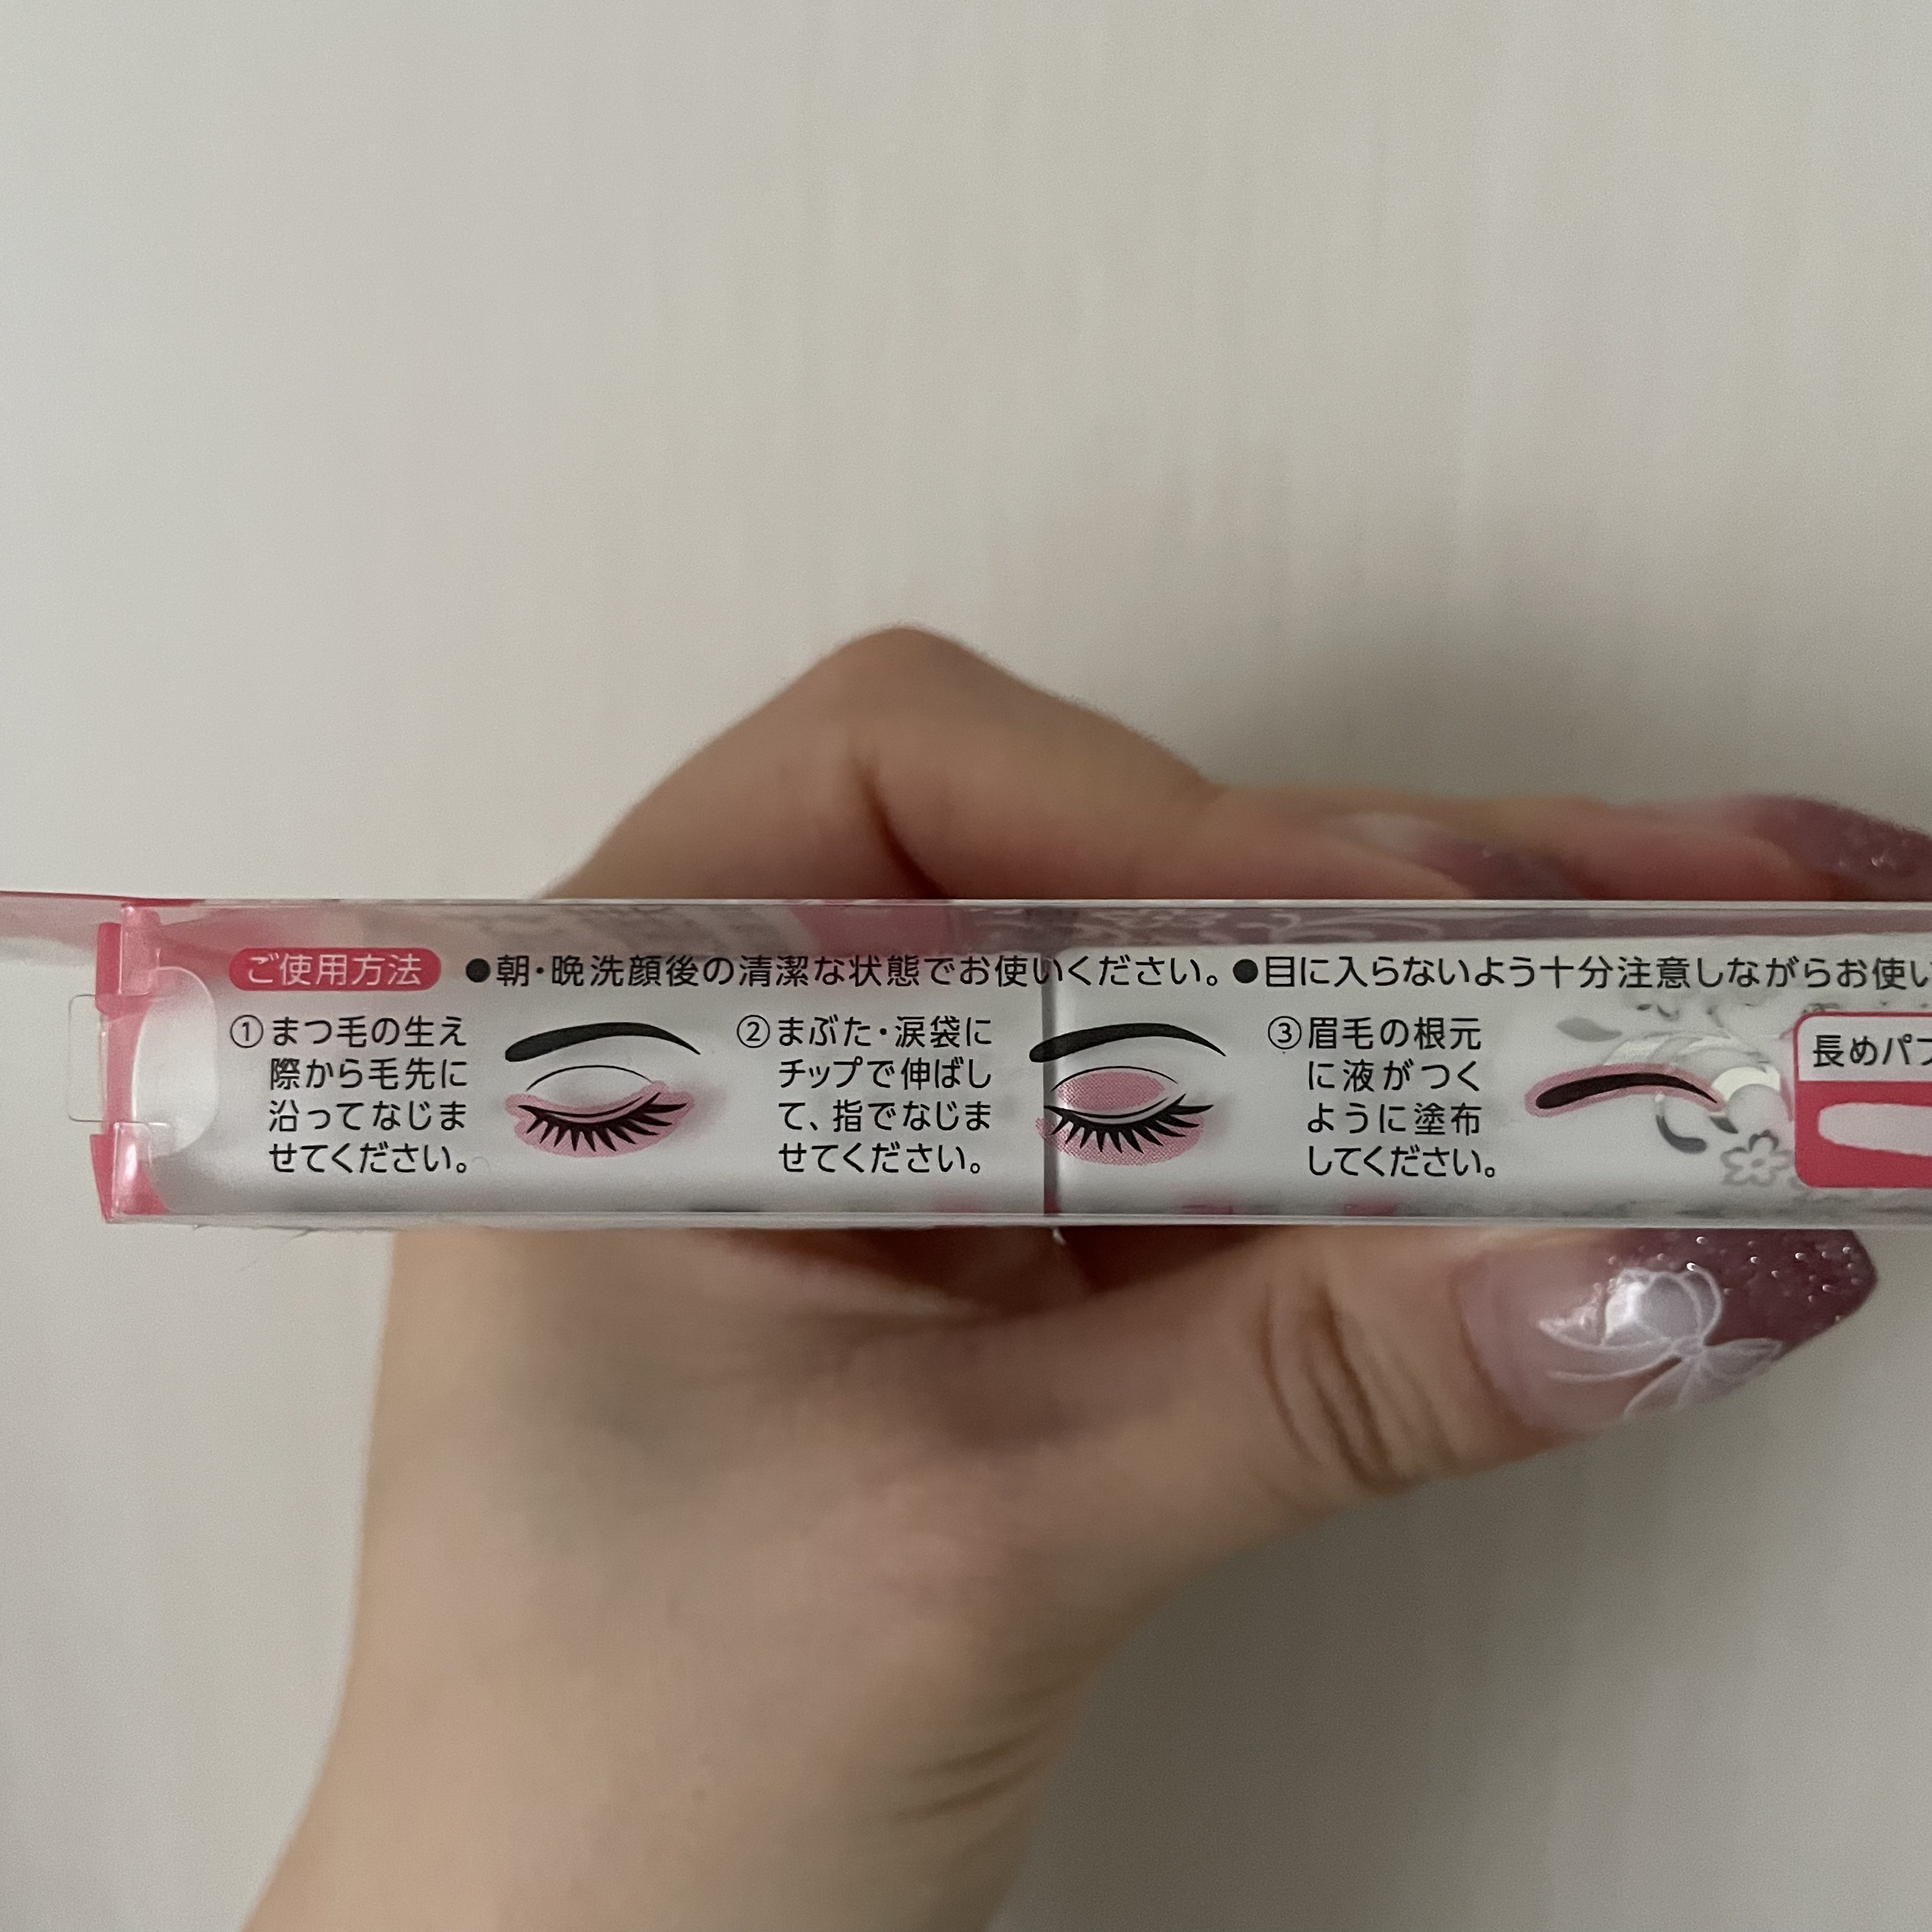 ご使用方法 ●朝・晩洗顔後の清潔な状態でお使いください。●目に入らないよう十分注意しながらお使い
①まつ毛の生え
際から毛先に
沿ってなじま
せてください。
②まぶた・涙袋に
チップで伸ばし
て、指でなじま
せてください。
③眉毛の根元
に液がつく
ように塗布
してください。
長めパフ